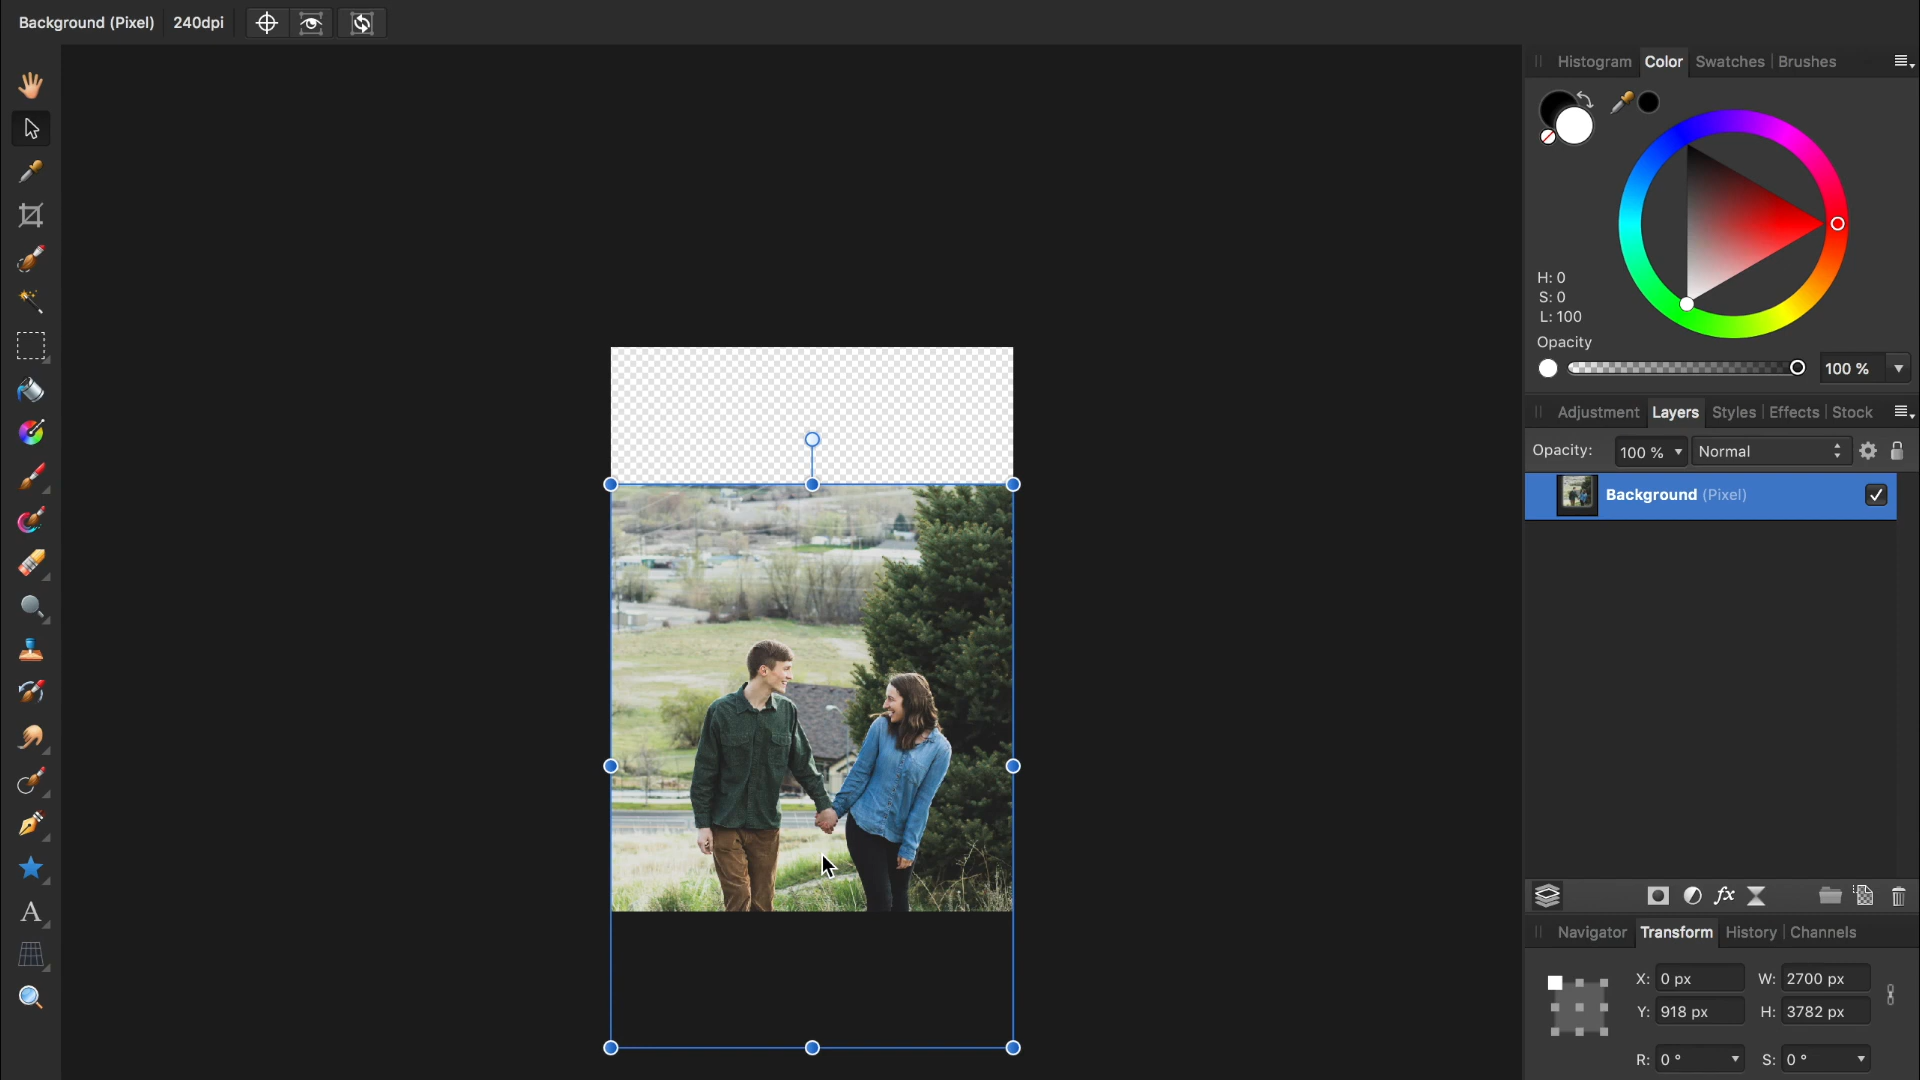 Background (Pixel) 240dpi
Histogram Color Swatches Brushes
H: 0
S: 0
L: 100
Opacity
100 %
Adjustment Layers Styles Effects Stock
Opacity: 100 % Normal
Background (Pixel)
fx
A
Navigator Transform History Channels
X: 0 px W: 2700 px
Y: 918 px H: 3782 px
R: 0 ° S: 0 °